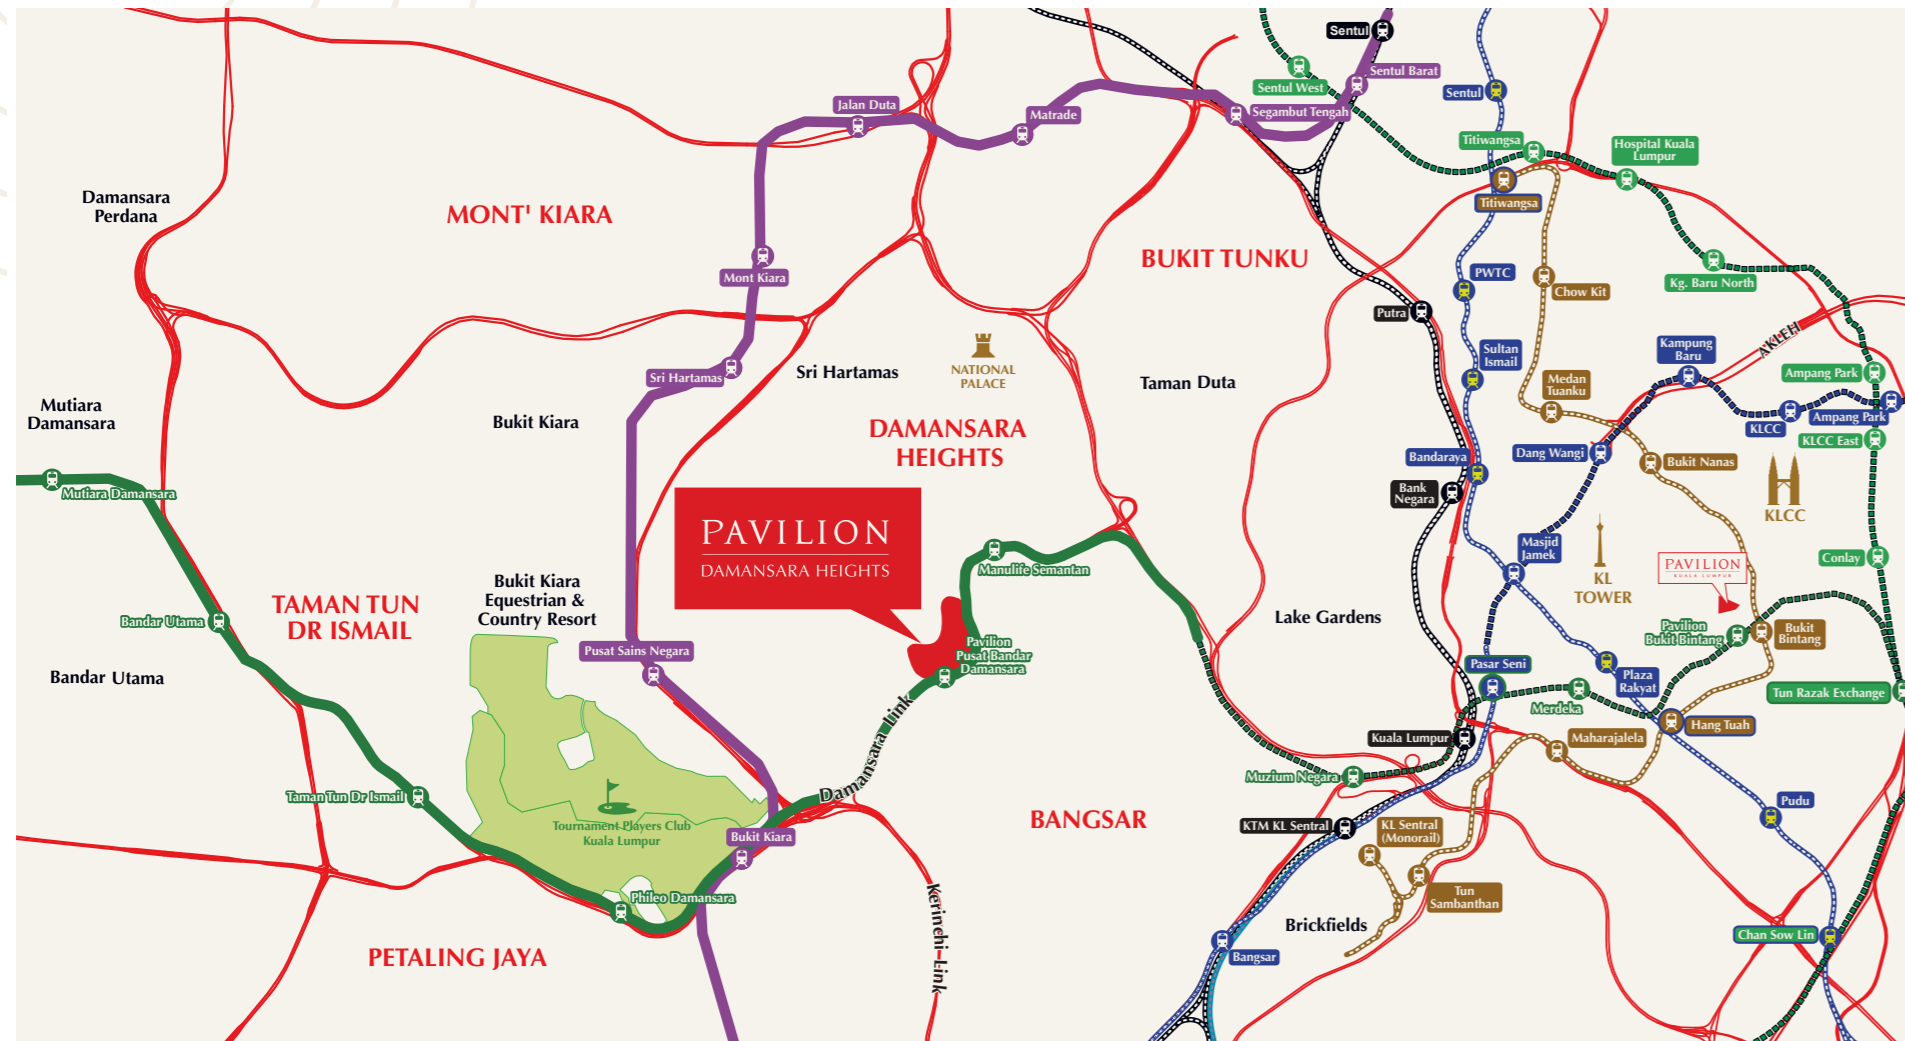 Sentul
Sentul Barat
Sentul West
Sentul
Jalan Duta
Matrade
Segambut Tengah
Titiwangsa
Hospital Kuala
Lumpur
Titiwangsa
Damansara
Perdana
MONT' KIARA
BUKIT TUNKU
Mont Kiara
PWTC
Chow Kit
Kg. Baru North
Putra
AKLEH
Sultan
Ismail
Kampung
Baru
Sri Hartamas
Sri Hartamas
NATIONAL
PALACE
Taman Duta
Medan
Tuanku
Ampang Park
Ampang Park
KLCC
Mutiara
Damansara
Bukit Kiara
DAMANSARA
HEIGHTS
Bandaraya
Dang Wangi
Bukit Nanas
KLCC East
Mutiara Damansara
Bank
Negara
KLCC
PAVILION
DAMANSARA HEIGHTS
Masjid
Jamek
Manulife Semantan
KL
TOWER
PAVILION
KUALA LUMPUR
Conlay
Bukit Kiara
Equestrian &
Country Resort
TAMAN TUN
DR ISMAIL
Bandar Utama
Lake Gardens
Pavilion
Bukit Bintang
Bukit
Bintang
Pusat Sains Negara
Pavilion
Pusat Bandar
Damansara
Pasar Seni
Plaza
Rakyat
Bandar Utama
Tun Razak Exchange
Merdeka
Hang Tuah
Damansara Link
Kuala Lumpur
Maharajalela
Muzium Negara
Taman Tun Dr Ismail
Pudu
BANGSAR
Tournament Players Club
Kuala Lumpur
Bukit Kiara
KTM KL Sentral
KL Sentral
(Monorail)
Phileo Damansara
Tun
Sambanthan
Kerinchi Link
Brickfields
Chan Sow Lin
PETALING JAYA
Bangsar